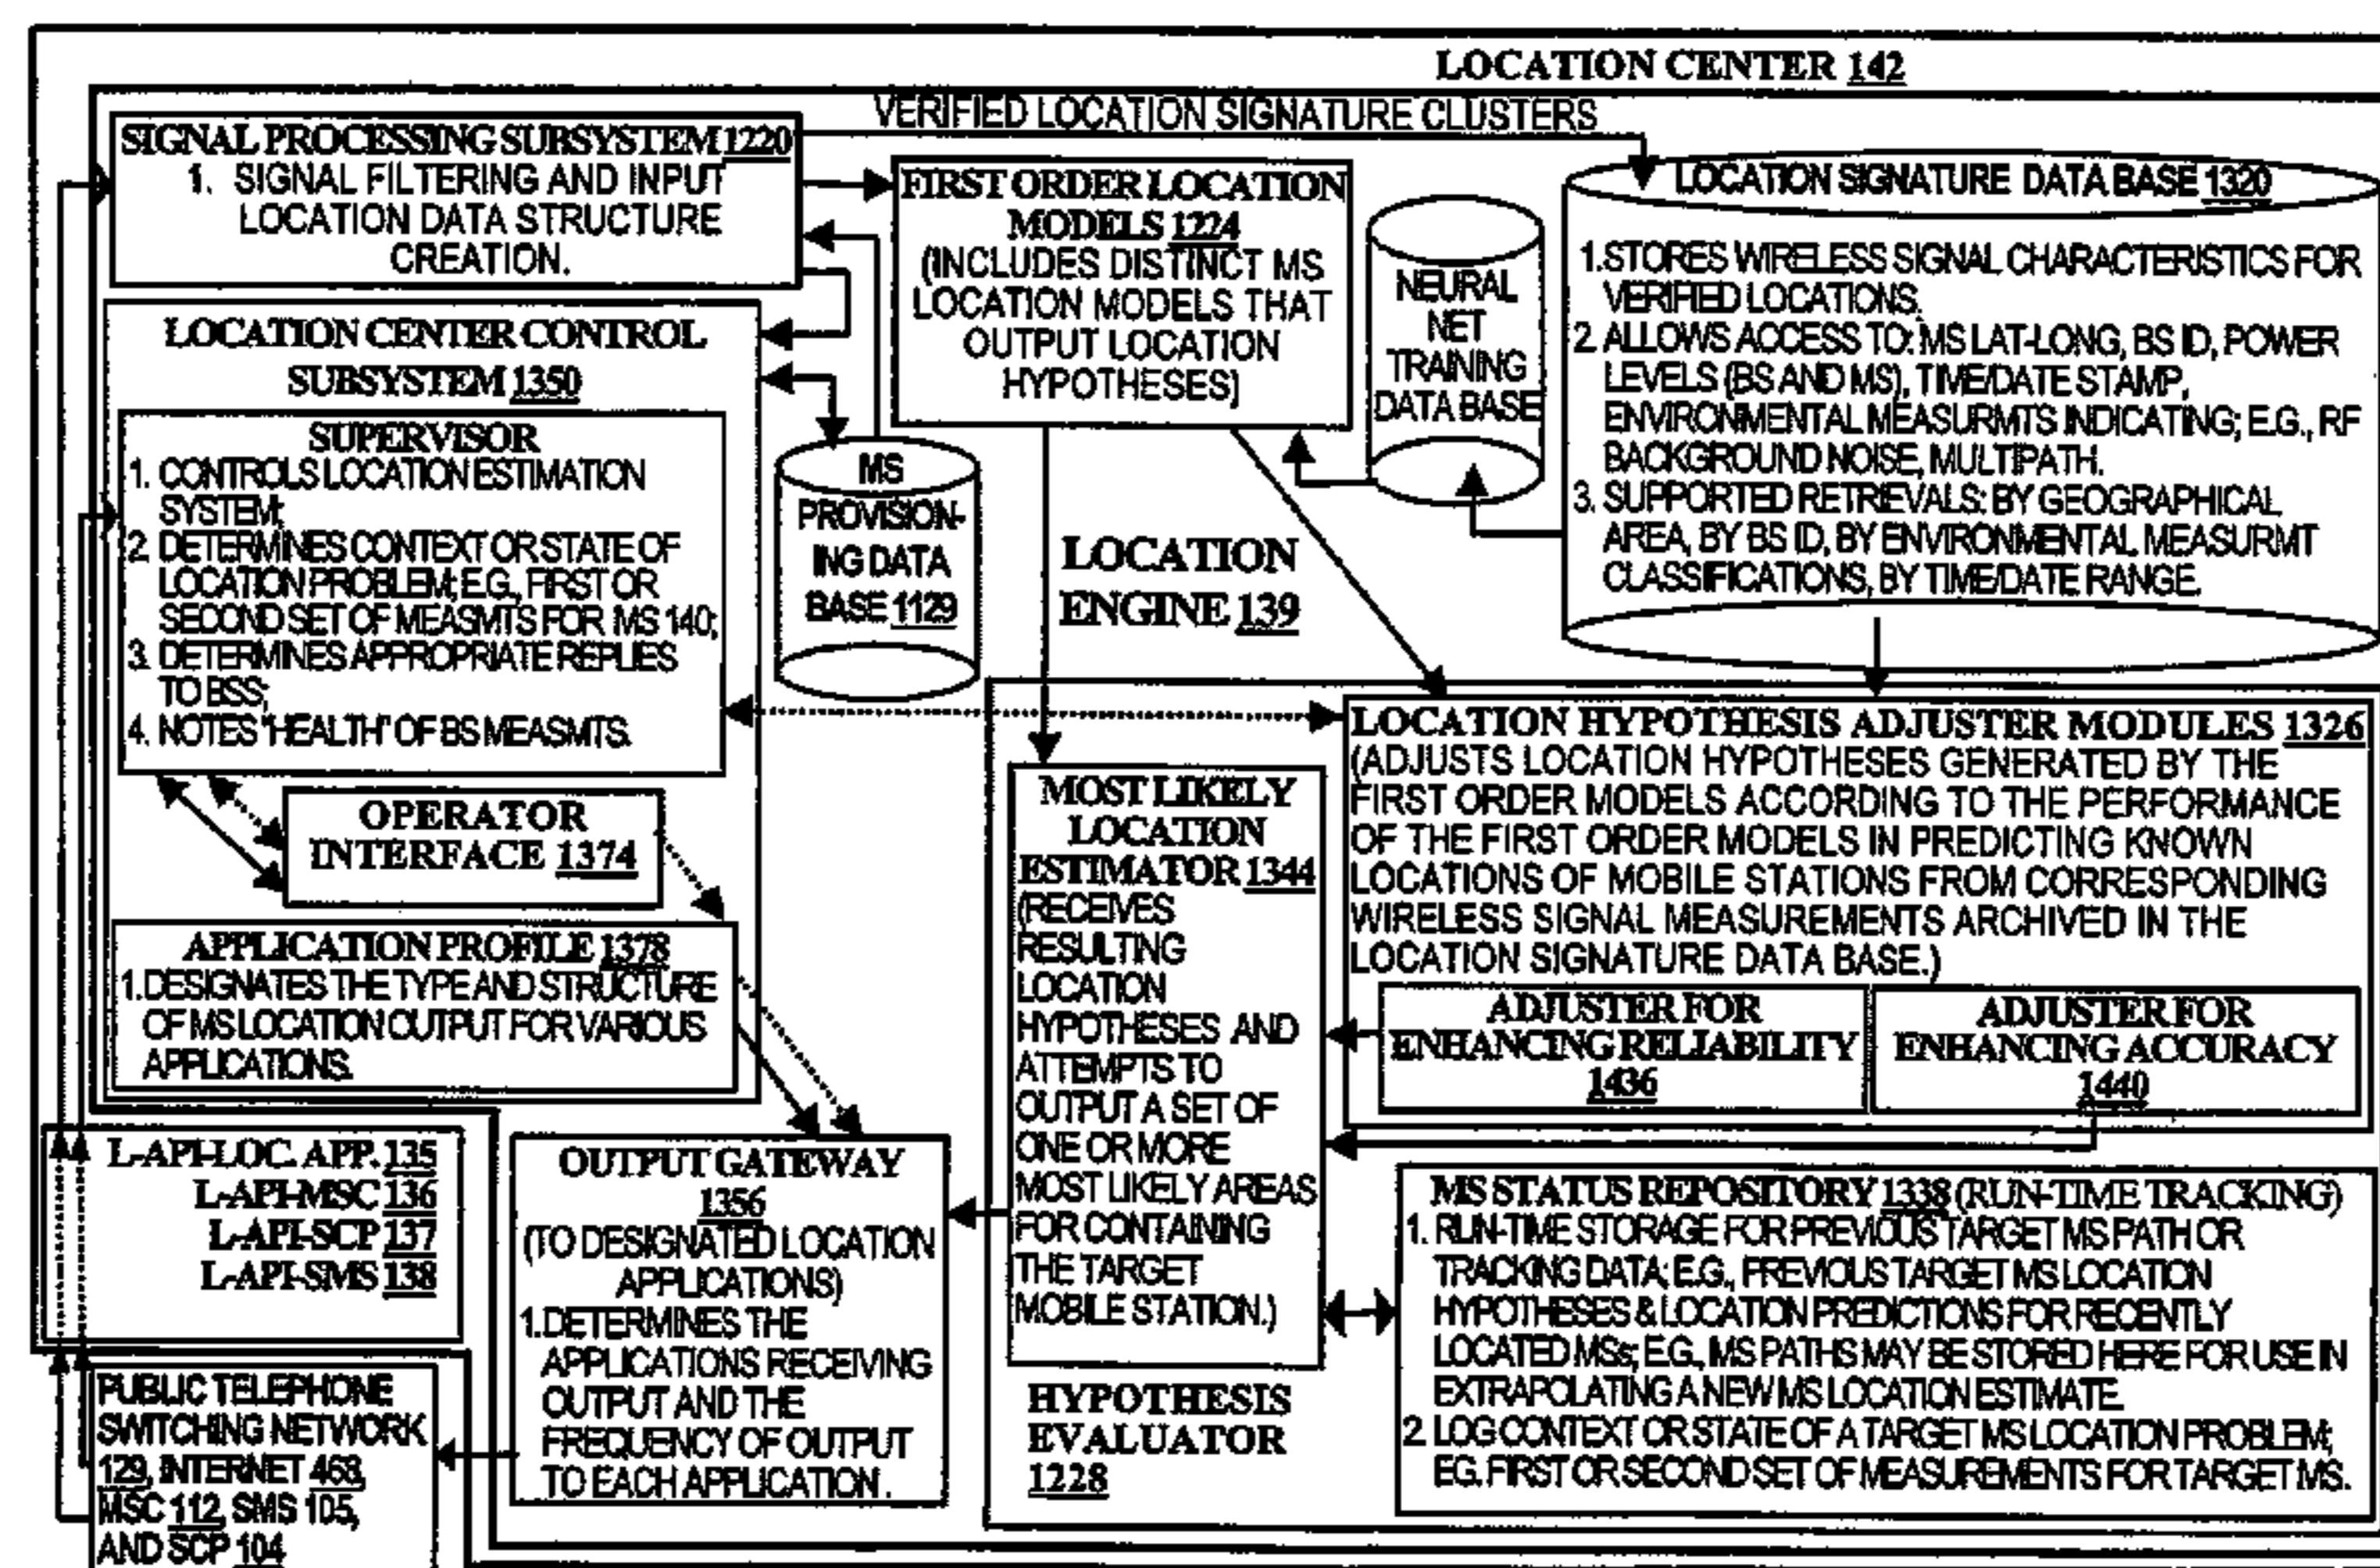 LOCATION CENTER 142
VERIFIED LOCATION SIGNATURE CLUSTERS
SIGNAL PROCESSING SUBSYSTEM 1220
1. SIGNAL FILTERING AND INPUT
LOCATION DATA STRUCTURE
CREATION.
FIRST ORDER LOCATION
MODELS 1224
(INCLUDES DISTINCT MS
LOCATION MODELS THAT
OUTPUT LOCATION
HYPOTHESES)
NEURAL
NET
TRAINING
DATA BASE
LOCATION SIGNATURE DATA BASE 1320
1.STORES WIRELESS SIGNAL CHARACTERISTICS FOR
VERIFIED LOCATIONS.
2. ALLOWS ACCESS TO: MS LAT-LONG, BS ID, POWER
LEVELS (BS AND MS), TIME/DATE STAMP,
ENVIRONMENTAL MEASURMTS INDICATING; E.G., RF
BACKGROUND NOISE, MULTIPATH.
3. SUPPORTED RETRIEVALS: BY GEOGRAPHICAL
AREA, BY BS ID, BY ENVIRONMENTAL MEASURMT
CLASSIFICATIONS, BY TIME/DATE RANGE.
LOCATION CENTER CONTROL
SUBSYSTEM 1350
SUPERVISOR
1. CONTROLS LOCATION ESTIMATION
SYSTEM;
2. DETERMINES CONTEXT OR STATE OF
LOCATION PROBLEM; E.G., FIRST OR
SECOND SET OF MEASMTS FOR MS 140;
3. DETERMINES APPROPRIATE REPLIES
TO BSS;
4. NOTES "HEALTH" OF BS MEASMTS.
MS
PROVISION-
ING DATA
BASE 1129
LOCATION
ENGINE 139
OPERATOR
INTERFACE 1374
APPLICATION PROFILE 1378
1.DESIGNATES THE TYPE AND STRUCTURE
OF MS LOCATION OUTPUT FOR VARIOUS
APPLICATIONS.
MOST LIKELY
LOCATION
ESTIMATOR 1344
(RECEIVES
RESULTING
LOCATION
HYPOTHESES AND
ATTEMPTS TO
OUTPUT A SET OF
ONE OR MORE
MOST LIKELY AREAS
FOR CONTAINING
THE TARGET
MOBILE STATION.)
LOCATION HYPOTHESIS ADJUSTER MODULES 1326
(ADJUSTS LOCATION HYPOTHESES GENERATED BY THE
FIRST ORDER MODELS ACCORDING TO THE PERFORMANCE
OF THE FIRST ORDER MODELS IN PREDICTING KNOWN
LOCATIONS OF MOBILE STATIONS FROM CORRESPONDING
WIRELESS SIGNAL MEASUREMENTS ARCHIVED IN THE
LOCATION SIGNATURE DATA BASE.)
ADJUSTER FOR
ENHANCING RELIABILITY
1436
ADJUSTER FOR
ENHANCING ACCURACY
1440
L-API-LOC. APP. 135
L-API-MSC 136
L-API-SCP 137
L-API-SMS 138
OUTPUT GATEWAY
1356
(TO DESIGNATED LOCATION
APPLICATIONS)
1.DETERMINES THE
APPLICATIONS RECEIVING
OUTPUT AND THE
FREQUENCY OF OUTPUT
TO EACH APPLICATION.
MS STATUS REPOSITORY 1338 (RUN-TIME TRACKING)
1. RUN-TIME STORAGE FOR PREVIOUS TARGET MS PATH OR
TRACKING DATA; E.G., PREVIOUS TARGET MS LOCATION
HYPOTHESES & LOCATION PREDICTIONS FOR RECENTLY
LOCATED MSs; E.G., MS PATHS MAY BE STORED HERE FOR USE IN
EXTRAPOLATING A NEW MS LOCATION ESTIMATE.
2. LOG CONTEXT OR STATE OF A TARGET MS LOCATION PROBLEM;
EG. FIRST OR SECOND SET OF MEASUREMENTS FOR TARGET MS.
HYPOTHESIS
EVALUATOR
1228
PUBLIC TELEPHONE
SWITCHING NETWORK
129, INTERNET 468,
MSC 112, SMS 105,
AND SCP 104